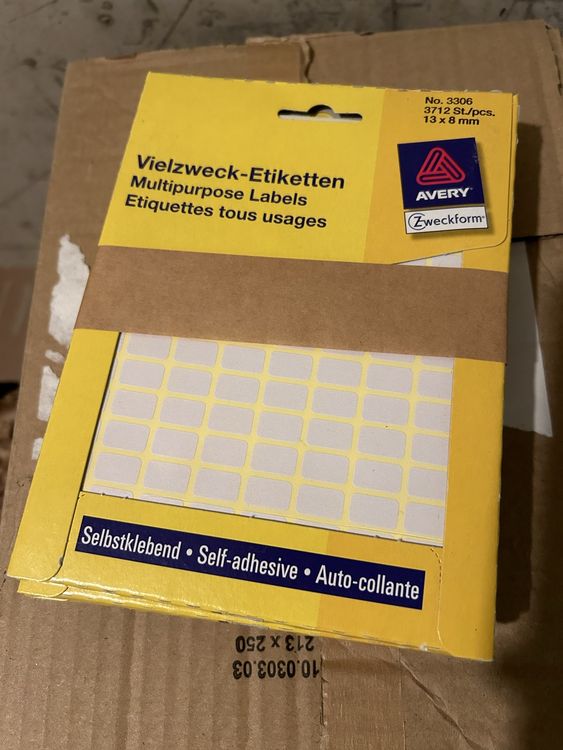 No. 3306
3712 St./pcs.
13 x 8 mm
Vielzweck-Etiketten
Multipurpose Labels
Etiquettes tous usages
AVERY
Zweckform
Selbstklebend • Self-adhesive • Auto-collante
10.0303.03
213 x 250